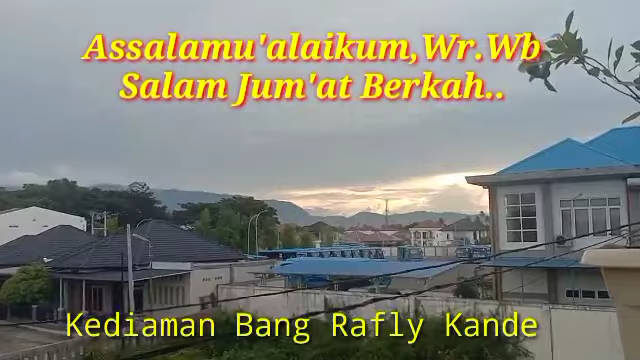 Assalamu'alaikum,Wr.Wb
Salam Jum'at Berkah..
Kediaman Bang Rafly Kande